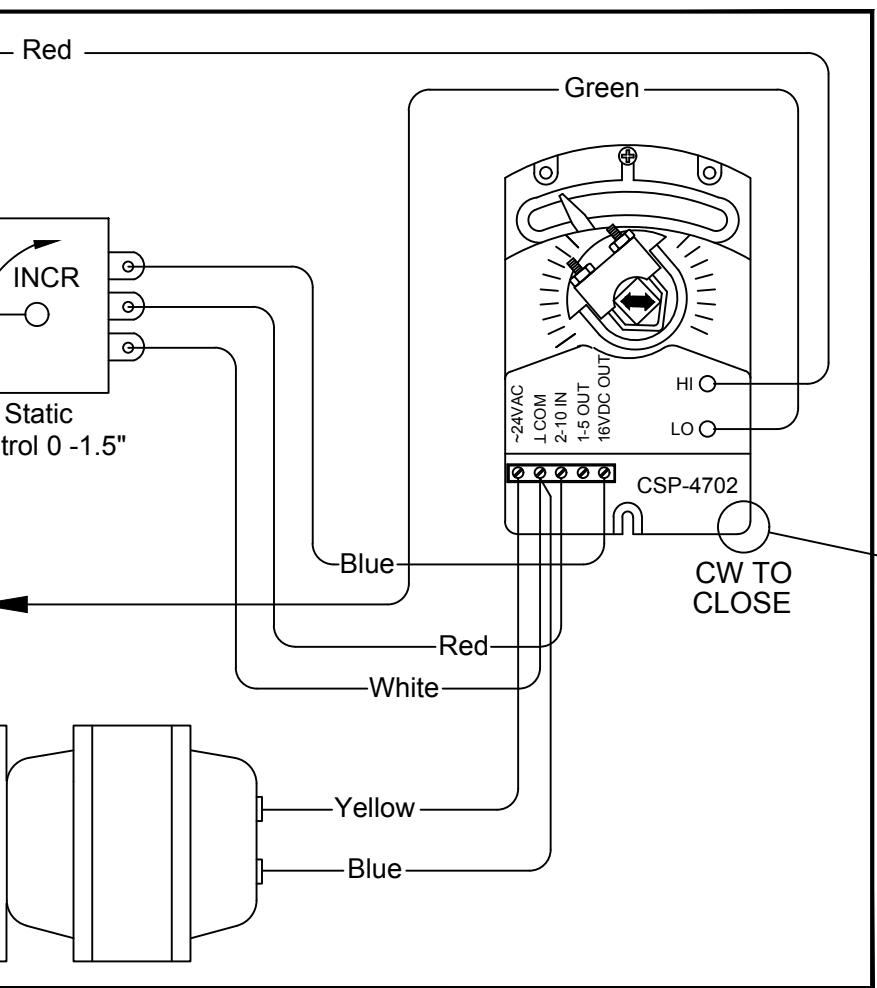 Red
Green
INCR
Static
trol 0 -1.5"
~24VAC
⊥ COM
2-10 IN
1-5 OUT
16VDC OUT
HI
LO
CSP-4702
Blue
CW TO
CLOSE
Red
White
Yellow
Blue